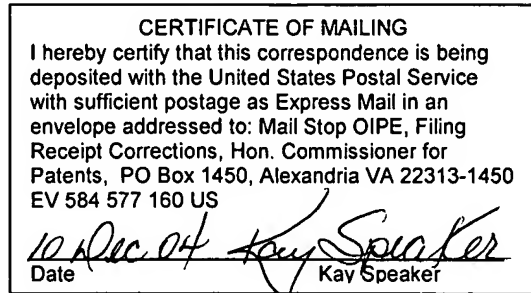 CERTIFICATE OF MAILING
I hereby certify that this correspondence is being
deposited with the United States Postal Service
with sufficient postage as Express Mail in an
envelope addressed to: Mail Stop OIPE, Filing
Receipt Corrections, Hon. Commissioner for
Patents, PO Box 1450, Alexandria VA 22313-1450
EV 584 577 160 US
10 Dec 04 Kay Speaker
Date Kay Speaker